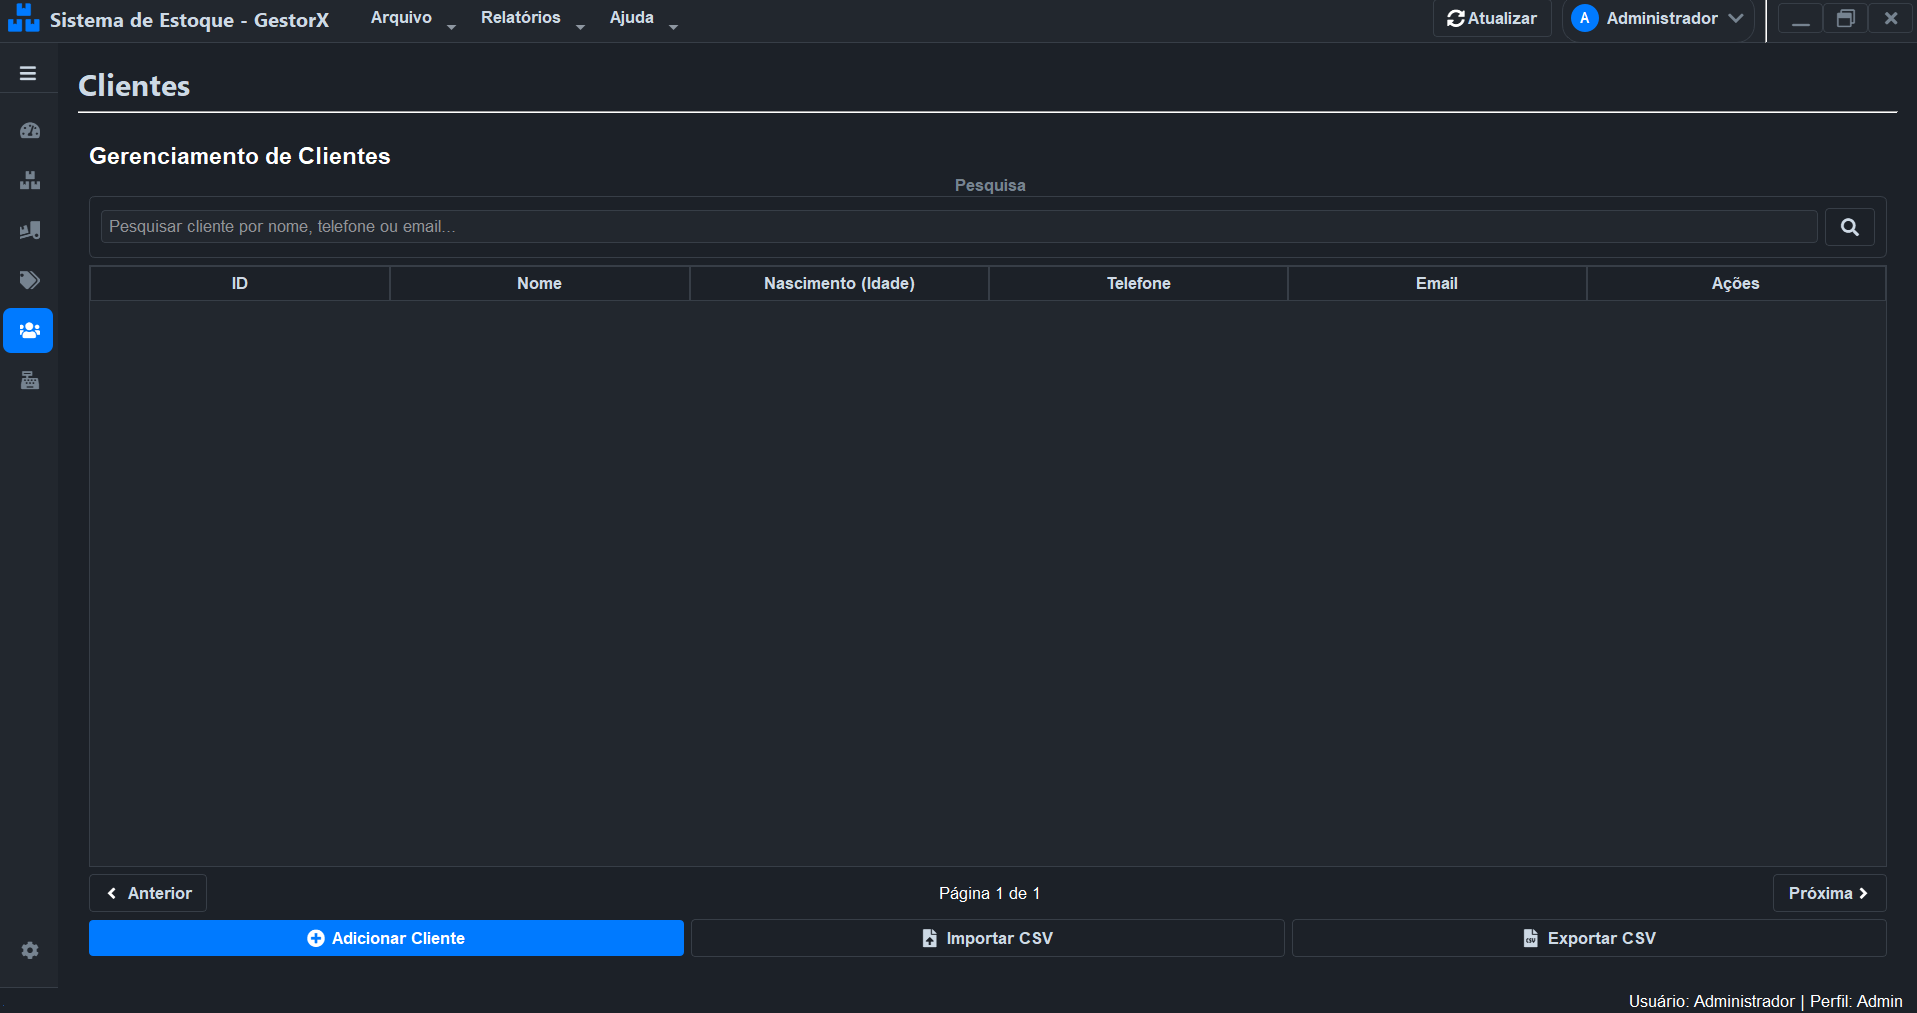 Sistema de Estoque - GestorX Arquivo Relatórios Ajuda Atualizar A Administrador
Clientes
Gerenciamento de Clientes
Pesquisa
Pesquisar cliente por nome, telefone ou email...
ID Nome Nascimento (Idade) Telefone Email Ações
Anterior Página 1 de 1 Próxima
Adicionar Cliente Importar CSV Exportar CSV
Usuário: Administrador | Perfil: Admin